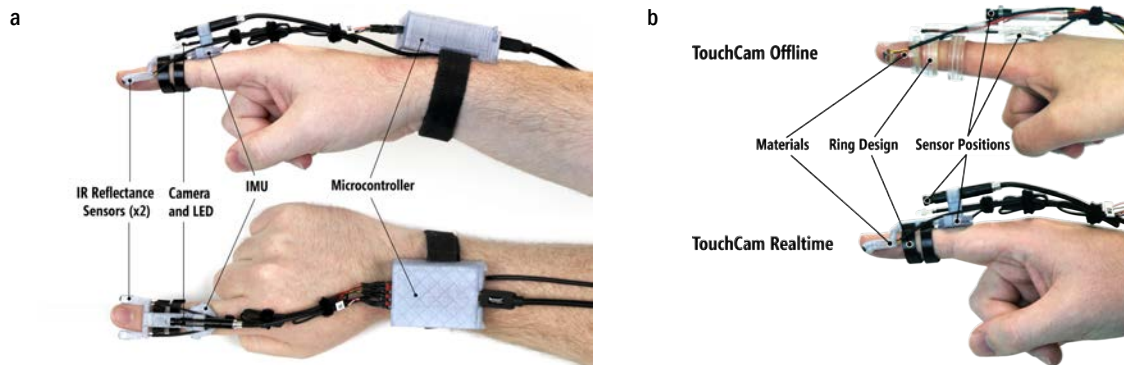 a
IR Reflectance
Sensors (x2)
Camera
and LED
IMU
Microcontroller
b
TouchCam Offline
Materials
Ring Design
Sensor Positions
TouchCam Realtime